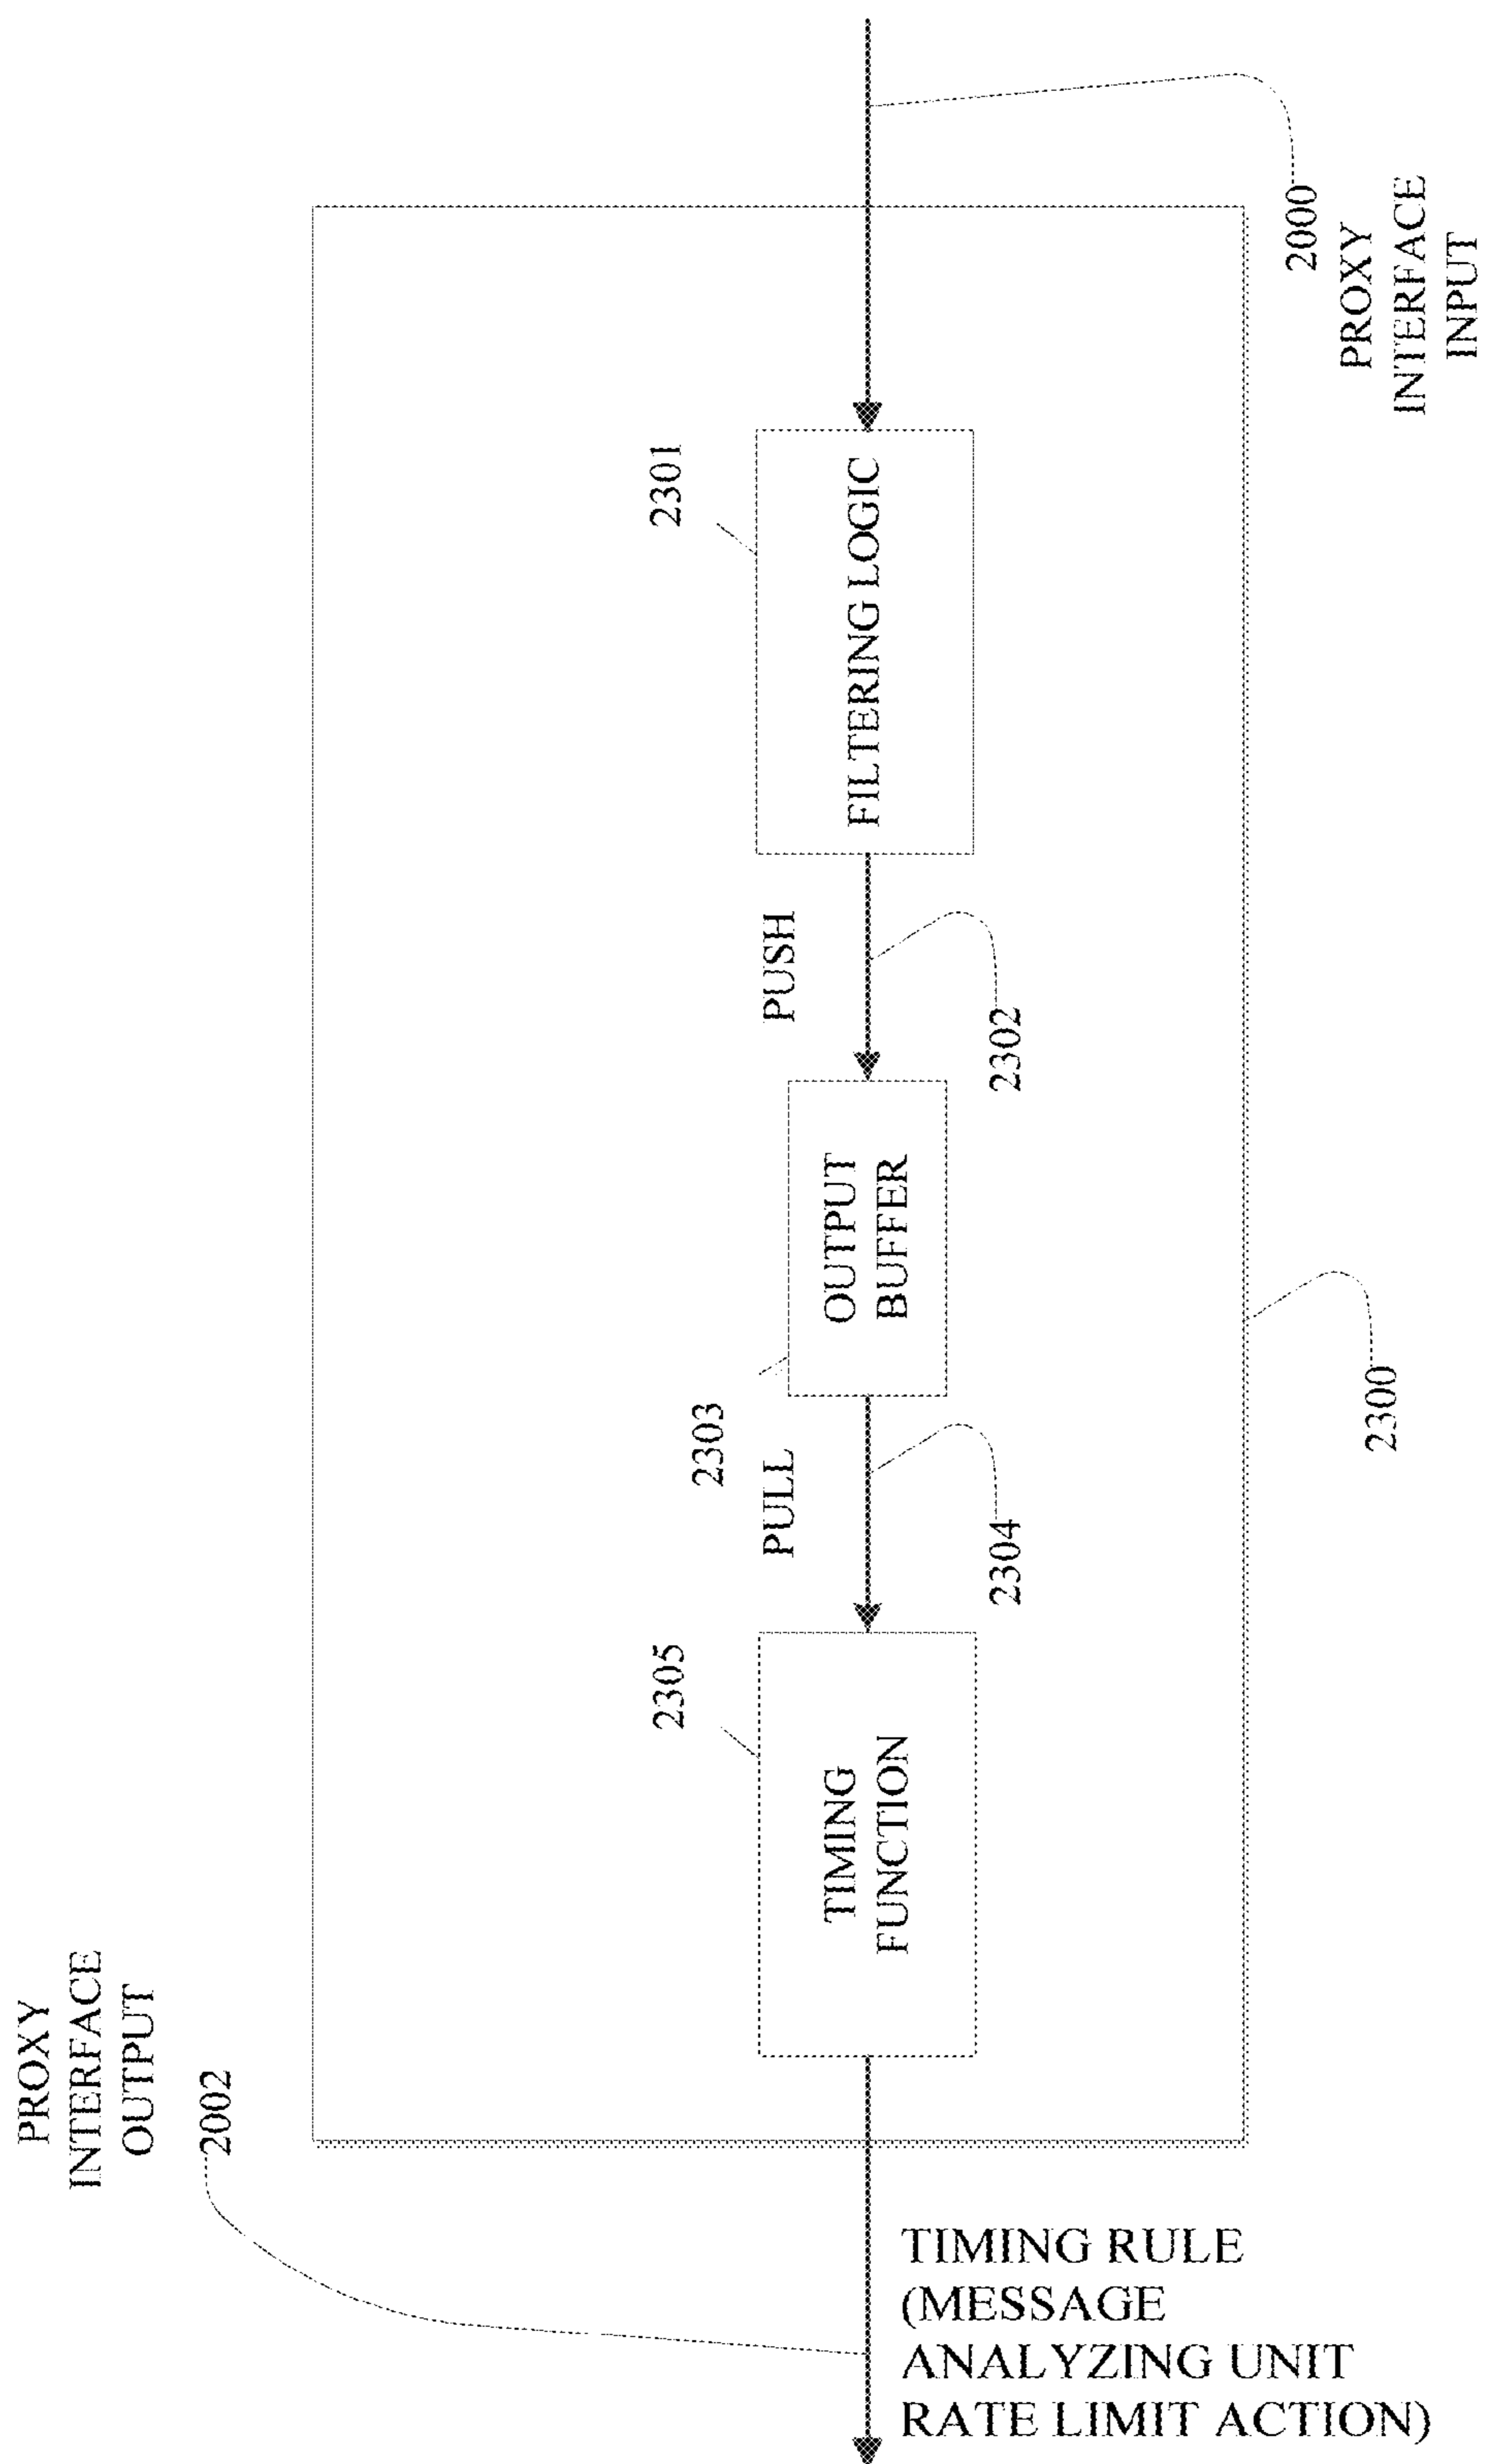 2000
PROXY
INTERFACE
INPUT
2301
FILTERING LOGIC
PUSH
2302
OUTPUT
BUFFER
2303
PULL
2304
2300
2305
TIMING
FUNCTION
PROXY
INTERFACE
OUTPUT
2002
TIMING RULE
(MESSAGE
ANALYZING UNIT
RATE LIMIT ACTION)